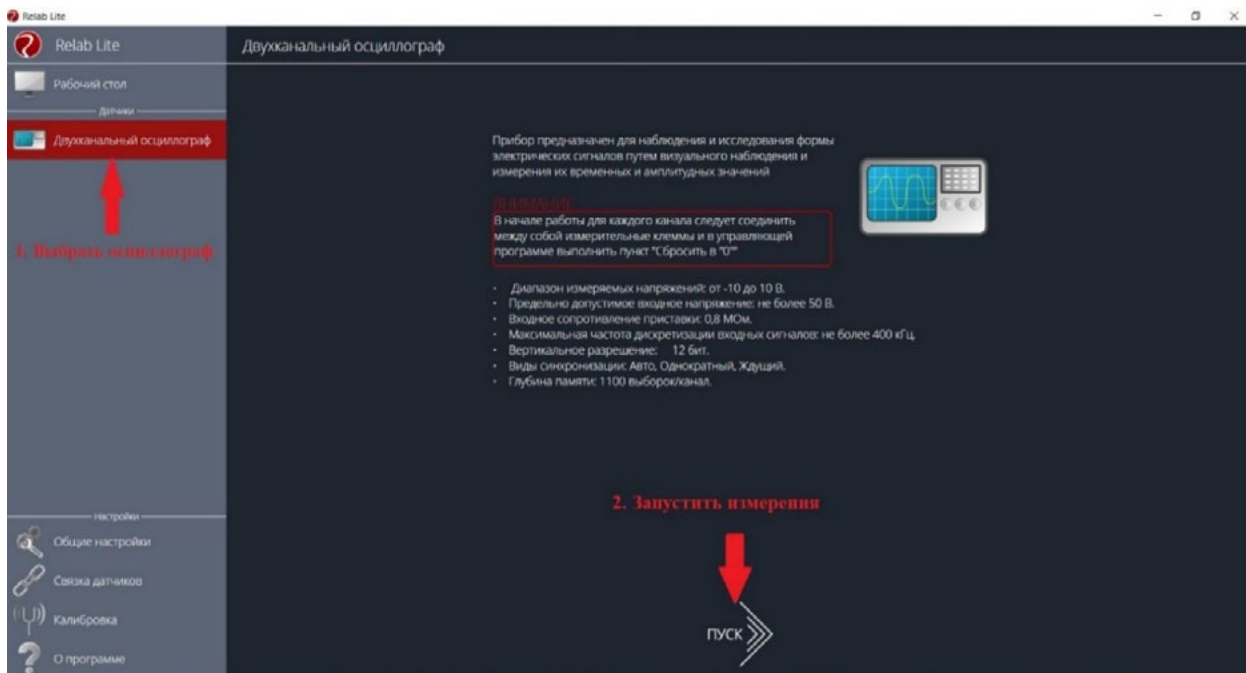 Relab Lite
Relab Lite
Двухканальный осциллограф
Рабочий стол
Датчики
Двухканальный осциллограф
1. Выбрать осциллограф
Прибор предназначен для наблюдения и исследования формы
электрических сигналов путем визуального наблюдения и
измерения их временных и амплитудных значений
ВНИМАНИЕ
В начале работы для каждого канала следует соединить
между собой измерительные клеммы и в управляющей
программе выполнить пункт "Сбросить в "0""
· Диапазон измеряемых напряжений: от -10 до 10 В.
· Предельно допустимое входное напряжение: не более 50 В.
· Входное сопротивление приставки: 0,8 МОм.
· Максимальная частота дискретизации входных сигналов: не более 400 кГц.
· Вертикальное разрешение: 12 бит.
· Виды синхронизации: Авто, Однократный, Ждущий.
· Глубина памяти: 1100 выборок/канал.
2. Запустить измерения
ПУСК
Настройки
Общие настройки
Связка датчиков
Калибровка
О программе